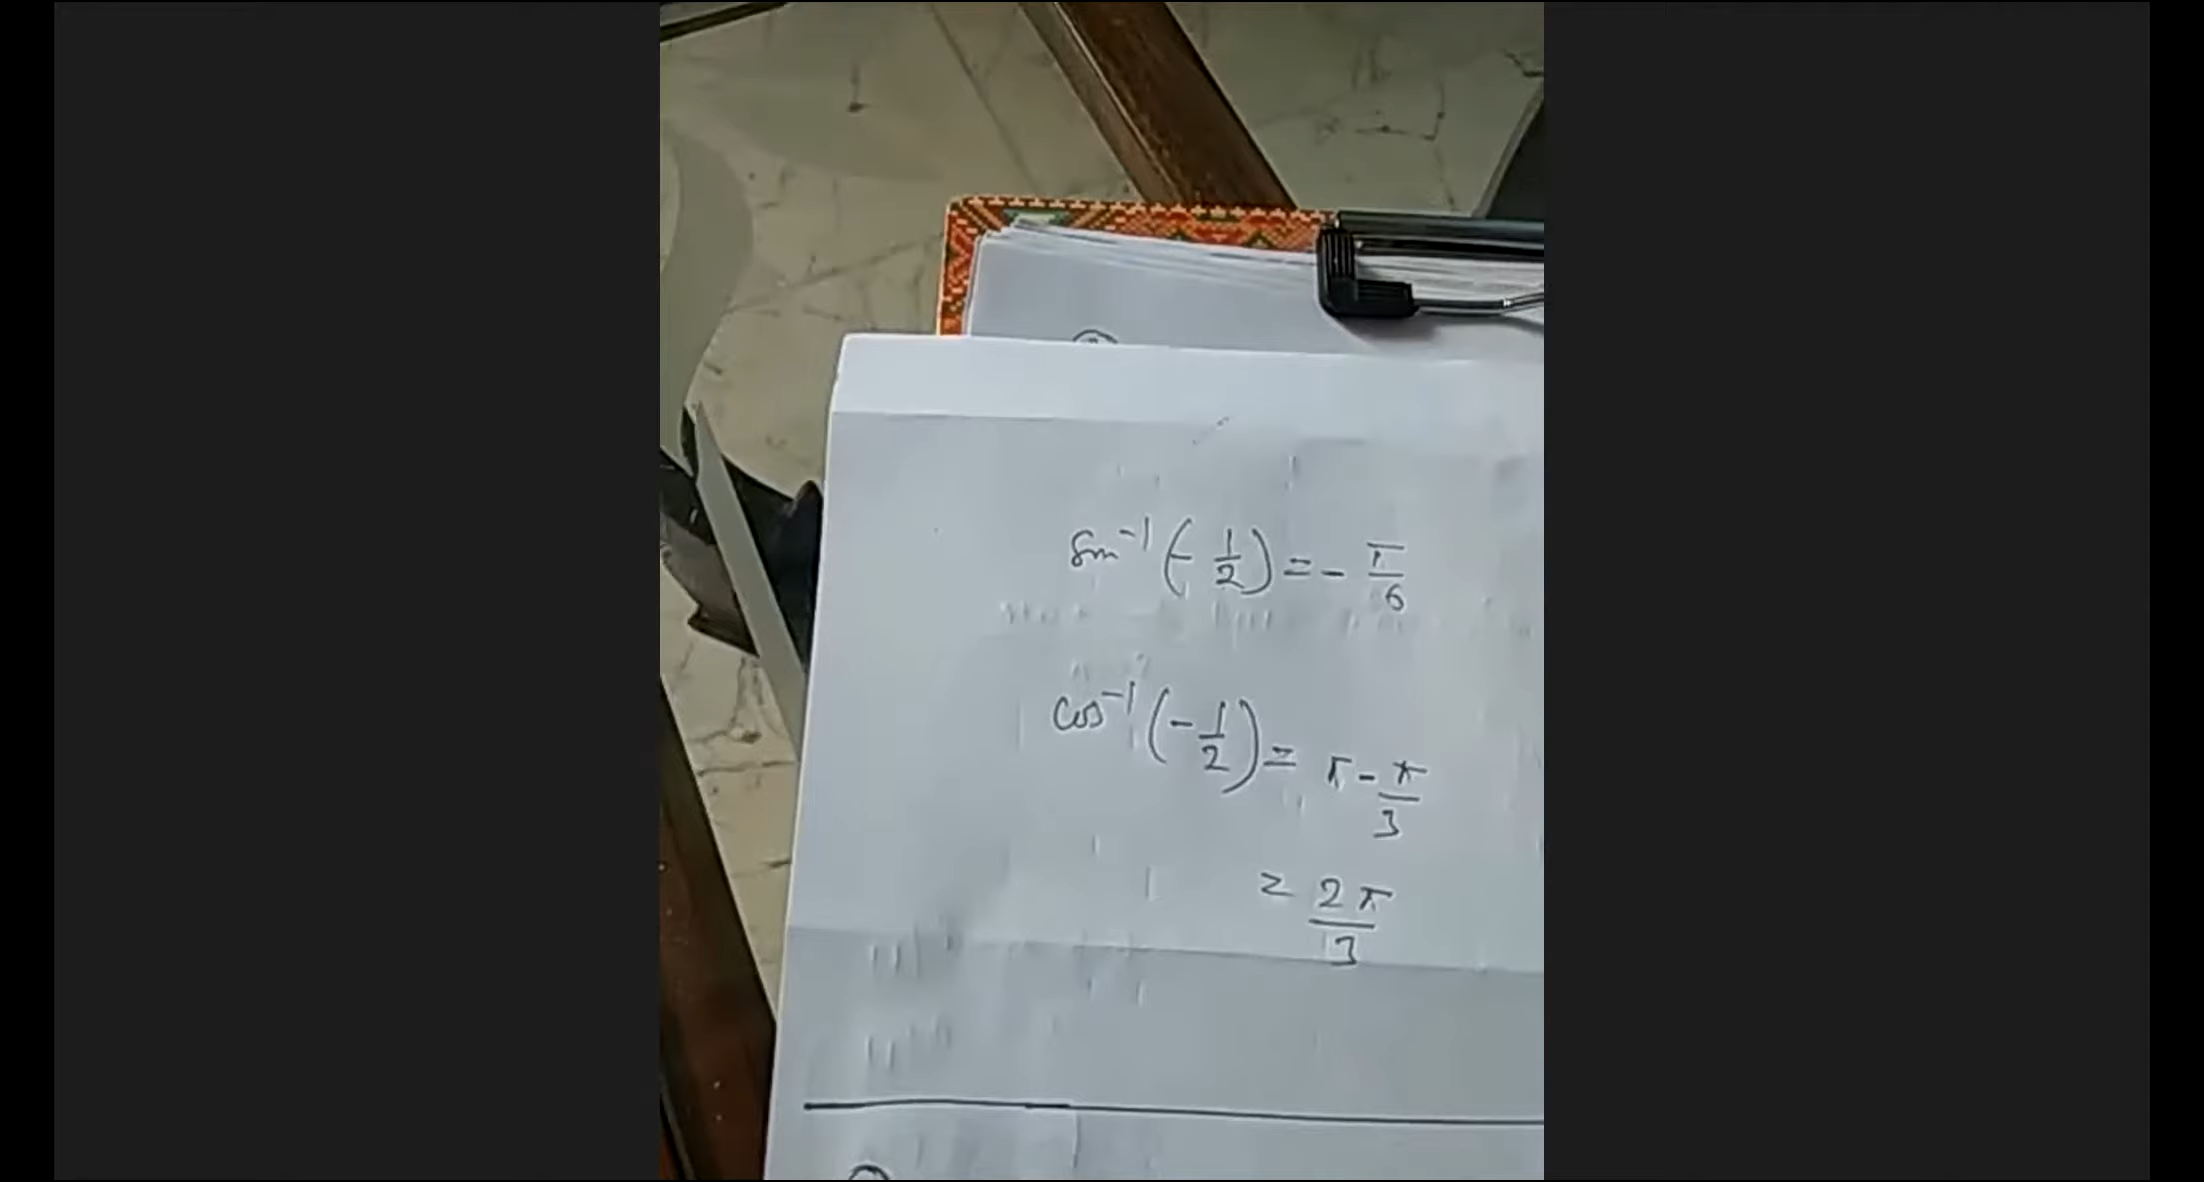 sin⁻¹(-1/2) = - π/6
cos⁻¹(-1/2) = π - π/3
= 2π/3